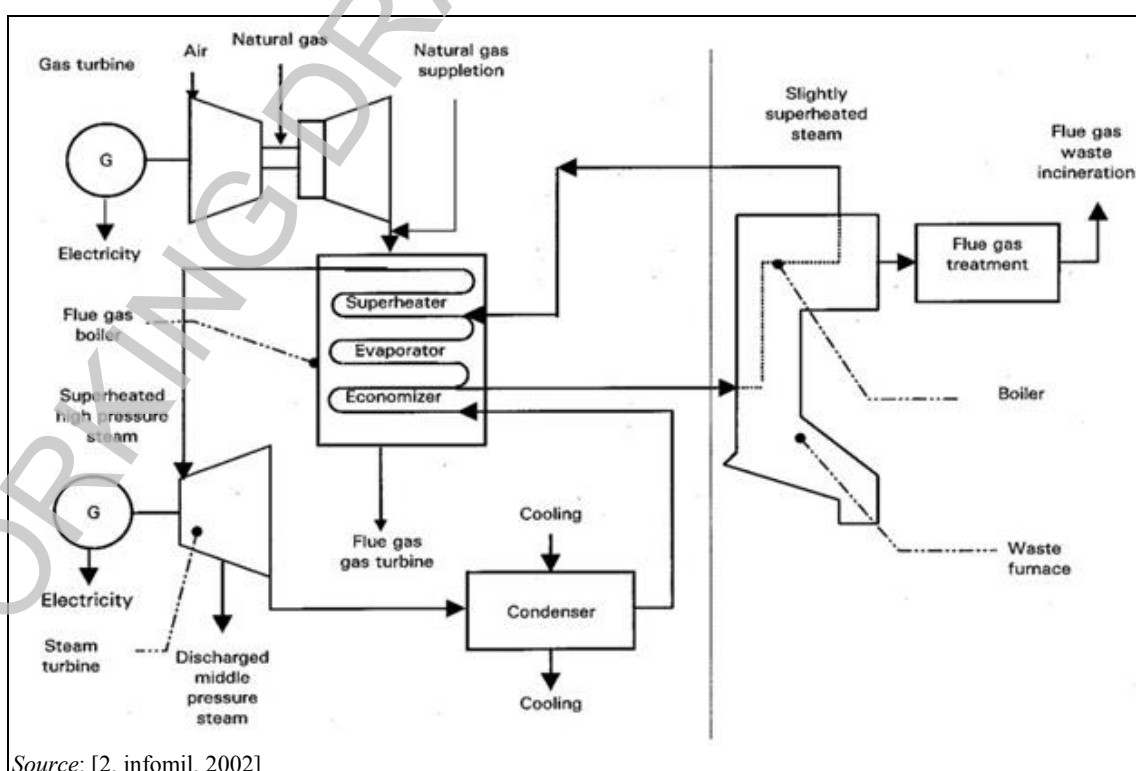 Gas turbine
Air
Natural gas
Natural gas
suppletion
G
Electricity
Flue gas
boiler
Superheater
Evaporator
Economizer
Superheated
high pressure
steam
G
Electricity
Steam
turbine
Discharged
middle
pressure
steam
Flue gas
gas turbine
Cooling
Condenser
Cooling
Slightly
superheated
steam
Flue gas
waste
incineration
Flue gas
treatment
Boiler
Waste
furnace
Source: [2, infomil, 2002]
ORKING DRA